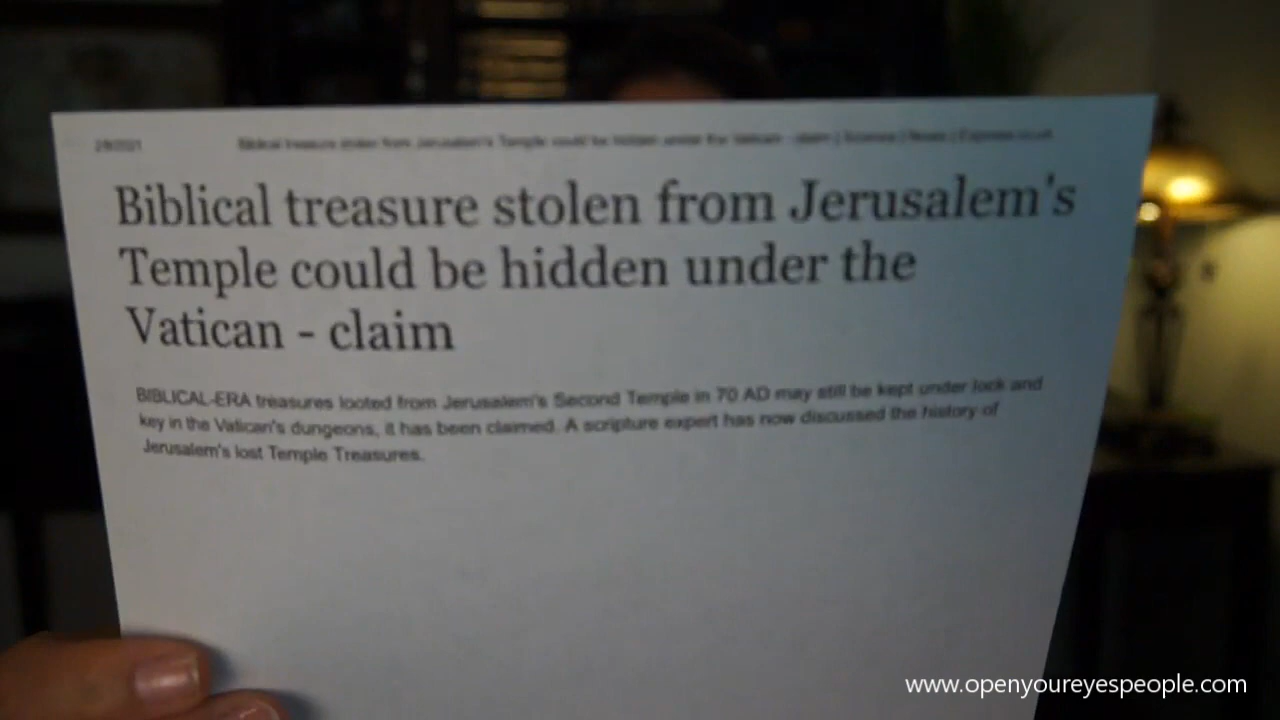 Biblical treasure stolen from Jerusalem's Temple could be hidden under the Vatican - claim | Science | News | Express.co.uk
Biblical treasure stolen from Jerusalem's
Temple could be hidden under the
Vatican - claim
BIBLICAL-ERA treasures looted from Jerusalem's Second Temple in 70 AD may still be kept under lock and
key in the Vatican's dungeons, it has been claimed. A scripture expert has now discussed the history of
Jerusalem's lost Temple Treasures.
www.openyoureyespeople.com